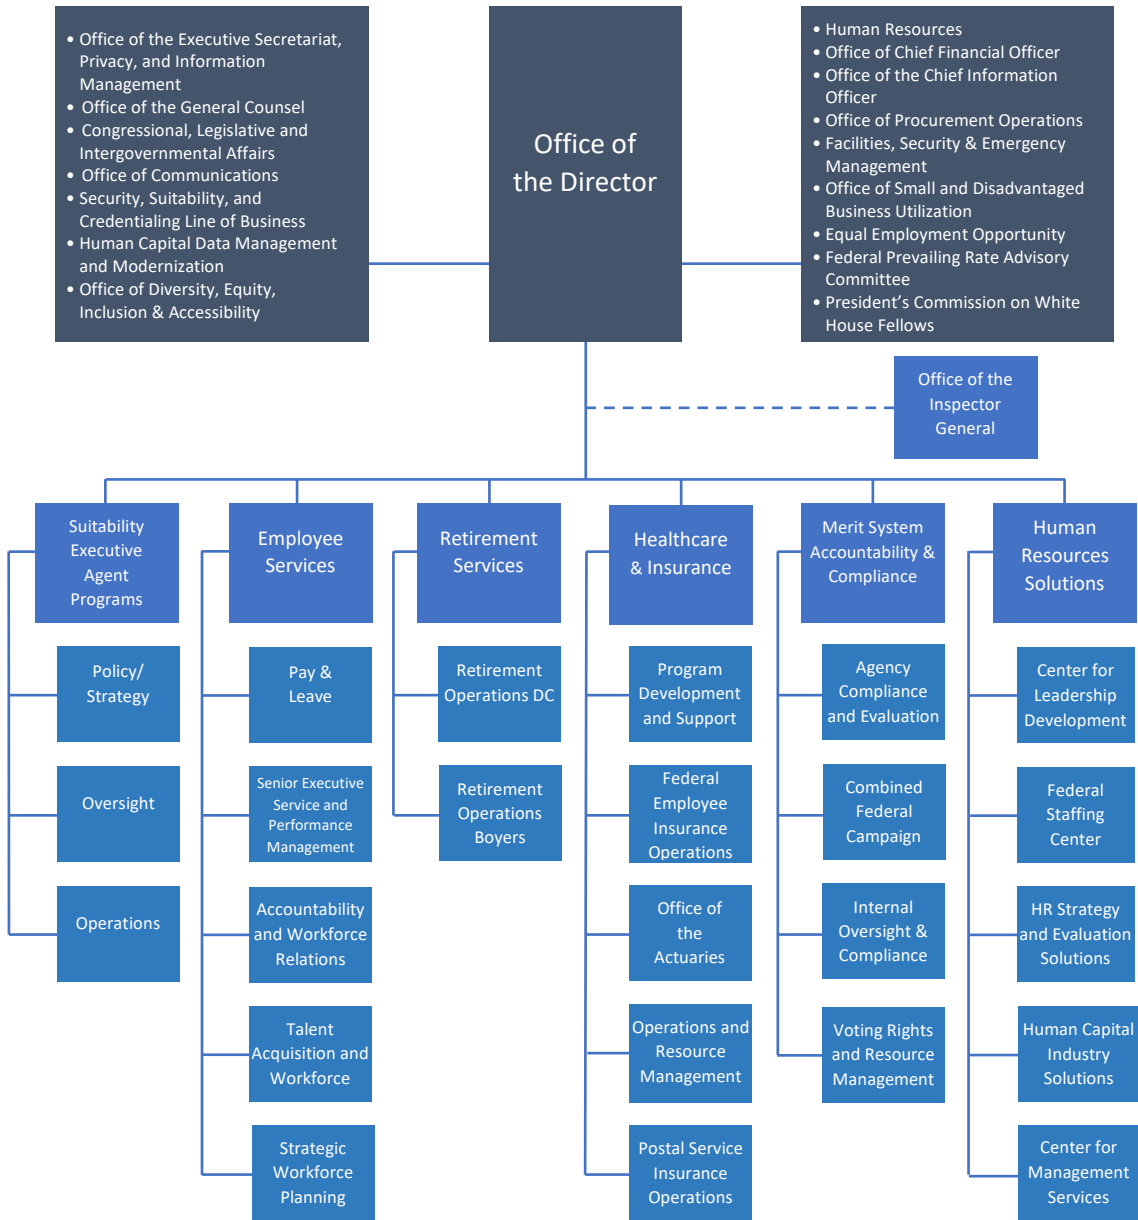 • Office of the Executive Secretariat,
Privacy, and Information
Management
• Office of the General Counsel
• Congressional, Legislative and
Intergovernmental Affairs
• Office of Communications
• Security, Suitability, and
Credentialing Line of Business
• Human Capital Data Management
and Modernization
• Office of Diversity, Equity,
Inclusion & Accessibility
Office of
the Director
• Human Resources
• Office of Chief Financial Officer
• Office of the Chief Information
Officer
• Office of Procurement Operations
• Facilities, Security & Emergency
Management
• Office of Small and Disadvantaged
Business Utilization
• Equal Employment Opportunity
• Federal Prevailing Rate Advisory
Committee
• President’s Commission on White
House Fellows
Office of the
Inspector
General
Suitability
Executive
Agent
Programs
Policy/
Strategy
Oversight
Operations
Employee
Services
Pay &
Leave
Senior Executive
Service and
Performance
Management
Accountability
and Workforce
Relations
Talent
Acquisition and
Workforce
Strategic
Workforce
Planning
Retirement
Services
Retirement
Operations DC
Retirement
Operations
Boyers
Healthcare
& Insurance
Program
Development
and Support
Federal
Employee
Insurance
Operations
Office of
the
Actuaries
Operations and
Resource
Management
Postal Service
Insurance
Operations
Merit System
Accountability &
Compliance
Agency
Compliance
and Evaluation
Combined
Federal
Campaign
Internal
Oversight &
Compliance
Voting Rights
and Resource
Management
Human
Resources
Solutions
Center for
Leadership
Development
Federal
Staffing
Center
HR Strategy
and Evaluation
Solutions
Human Capital
Industry
Solutions
Center for
Management
Services